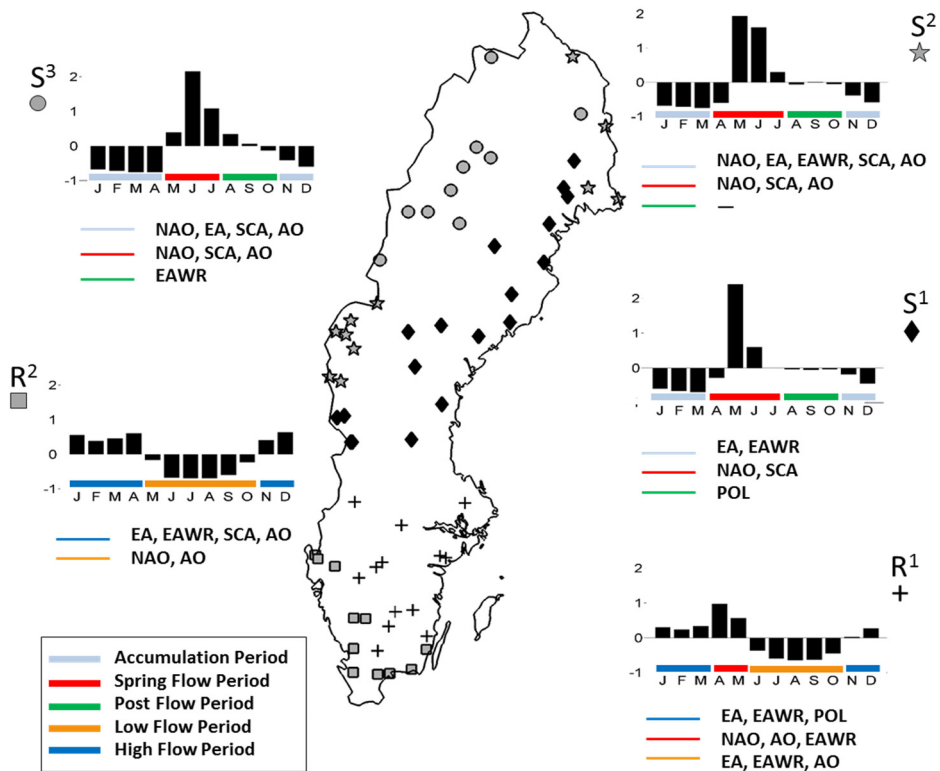 S3
2
1
0
-1
J F M A M J J A S O N D
NAO, EA, SCA, AO
NAO, SCA, AO
EAWR
S2
2
1
0
-1
J F M A M J J A S O N D
NAO, EA, EAWR, SCA, AO
NAO, SCA, AO
—
S1
2
1
0
J F M A M J J A S O N D
EA, EAWR
NAO, SCA
POL
R2
2
1
0
-1
J F M A M J J A S O N D
EA, EAWR, SCA, AO
NAO, AO
R1
2
1
0
-1
J F M A M J J A S O N D
EA, EAWR, POL
NAO, AO, EAWR
EA, EAWR, AO
Accumulation Period
Spring Flow Period
Post Flow Period
Low Flow Period
High Flow Period